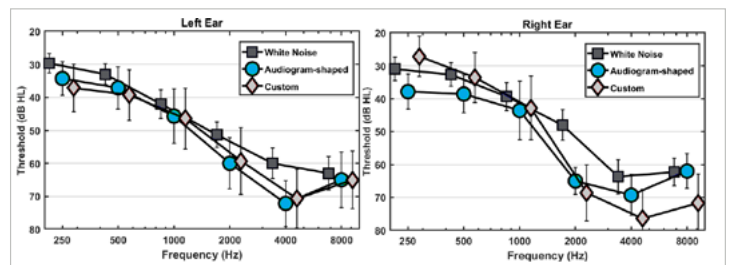 Left Ear
20
30
40
50
60
70
80
Threshold (dB HL)
White Noise
Audiogram-shaped
Custom
250 500 1000 2000 4000 8000
Frequency (Hz)
Right Ear
20
30
40
50
60
70
80
Threshold (dB HL)
White Noise
Audiogram-shaped
Custom
250 500 1000 2000 4000 8000
Frequency (Hz)